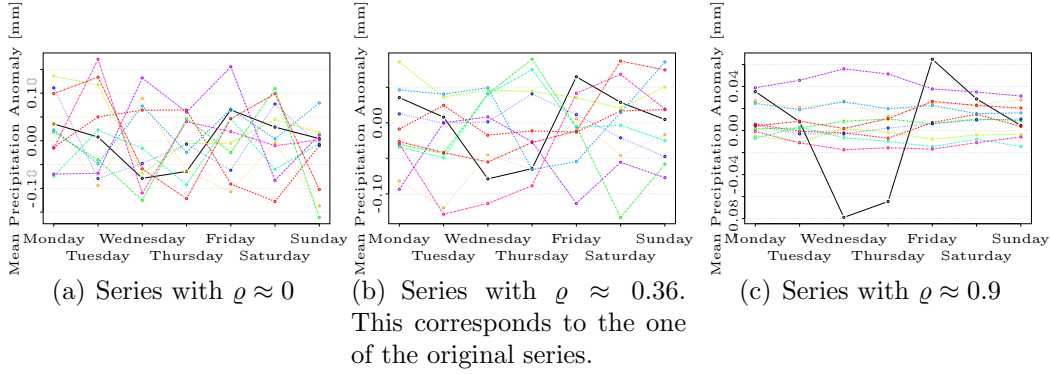 Mean Precipitation Anomaly [mm]
0.10
0.00
-0.10
Monday Wednesday Friday Sunday
Tuesday Thursday Saturday
(a) Series with ϱ ≈ 0
Mean Precipitation Anomaly [mm]
0.00
-0.10
Monday Wednesday Friday Sunday
Tuesday Thursday Saturday
(b) Series with ϱ ≈ 0.36.
This corresponds to the one
of the original series.
Mean Precipitation Anomaly [mm]
0.04
0.00
-0.04
-0.08
Monday Wednesday Friday Sunday
Tuesday Thursday Saturday
(c) Series with ϱ ≈ 0.9